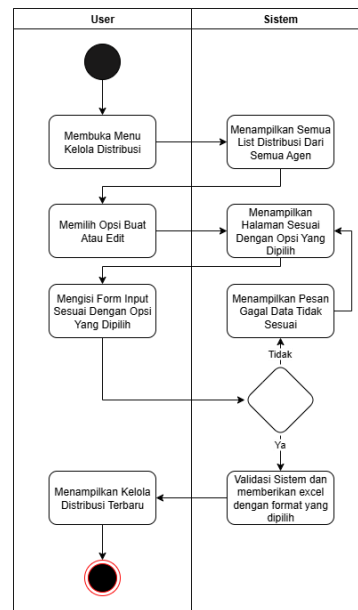 User
Sistem
Membuka Menu
Kelola Distribusi
Menampilkan Semua
List Distribusi Dari
Semua Agen
Memilih Opsi Buat
Atau Edit
Menampilkan
Halaman Sesuai
Dengan Opsi Yang
Dipilih
Mengisi Form Input
Sesuai Dengan Opsi
Yang Dipilih
Menampilkan Pesan
Gagal Data Tidak
Sesuai
Tidak
Ya
Validasi Sistem dan
memberikan excel
dengan format yang
dipilih
Menampilkan Kelola
Distribusi Terbaru